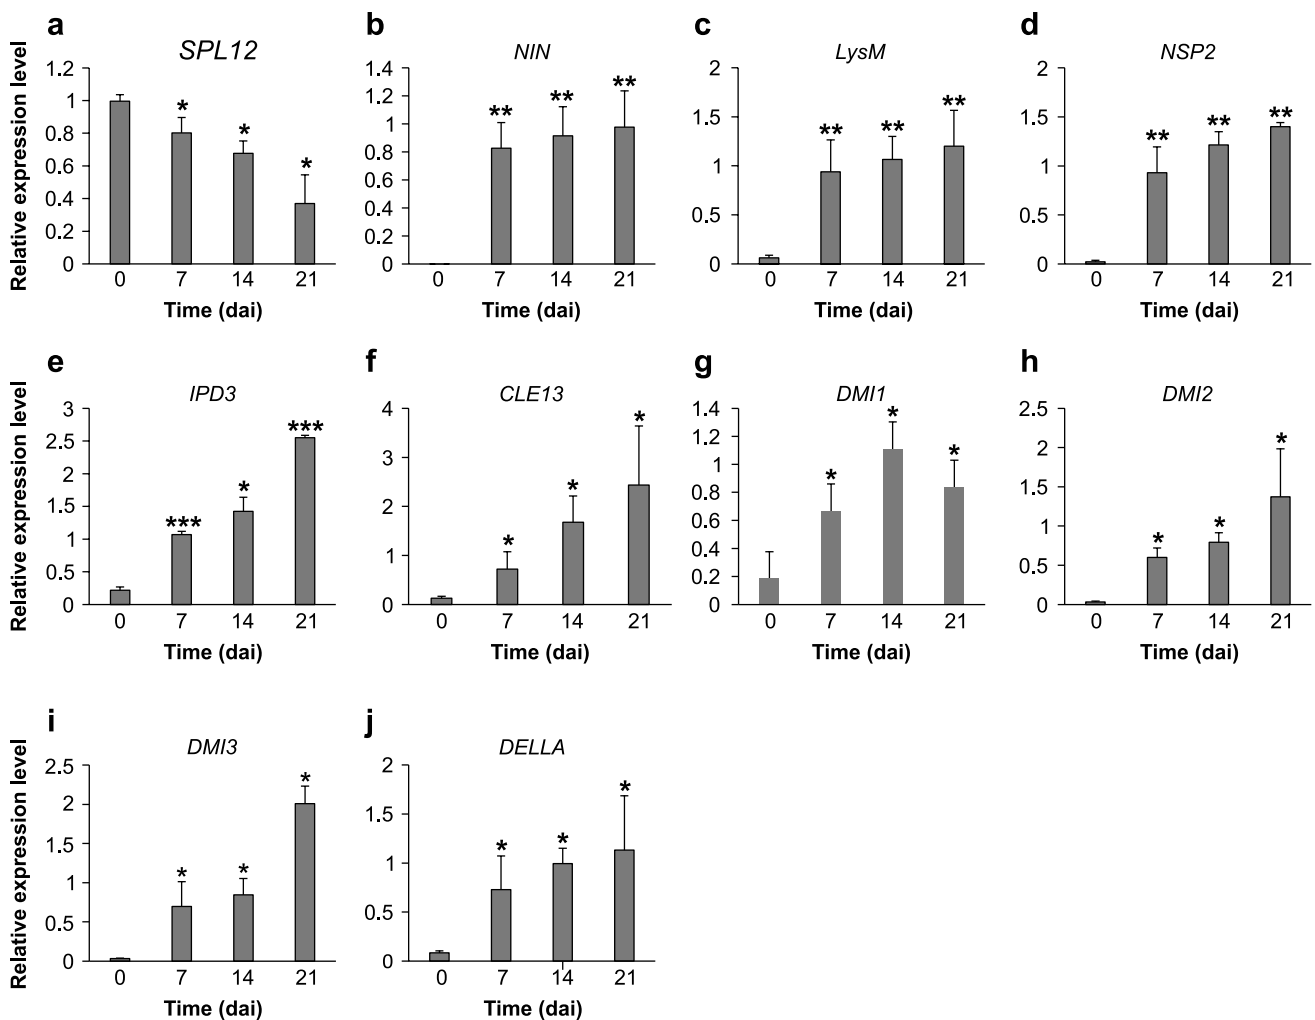 a
SPL12
Relative expression level
1.2
1
0.8
0.6
0.4
0.2
0
*
*
*
0 7 14 21
Time (dai)
b
NIN
1.4
1.2
1
0.8
0.6
0.4
0.2
0
**
**
**
0 7 14 21
Time (dai)
c
LysM
2
1.5
1
0.5
0
**
**
**
0 7 14 21
Time (dai)
d
NSP2
2
1.5
1
0.5
0
**
**
**
0 7 14 21
Time (dai)
e
IPD3
Relative expression level
3
2.5
2
1.5
1
0.5
0
***
*
***
0 7 14 21
Time (dai)
f
CLE13
4
3
2
1
0
*
*
*
0 7 14 21
Time (dai)
g
DMI1
1.4
1.2
1
0.8
0.6
0.4
0.2
0
*
*
*
0 7 14 21
Time (dai)
h
DMI2
2.5
2
1.5
1
0.5
0
*
*
*
0 7 14 21
Time (dai)
i
DMI3
Relative expression level
2.5
2
1.5
1
0.5
0
*
*
*
0 7 14 21
Time (dai)
j
DELLA
2
1.5
1
0.5
0
*
*
*
0 7 14 21
Time (dai)